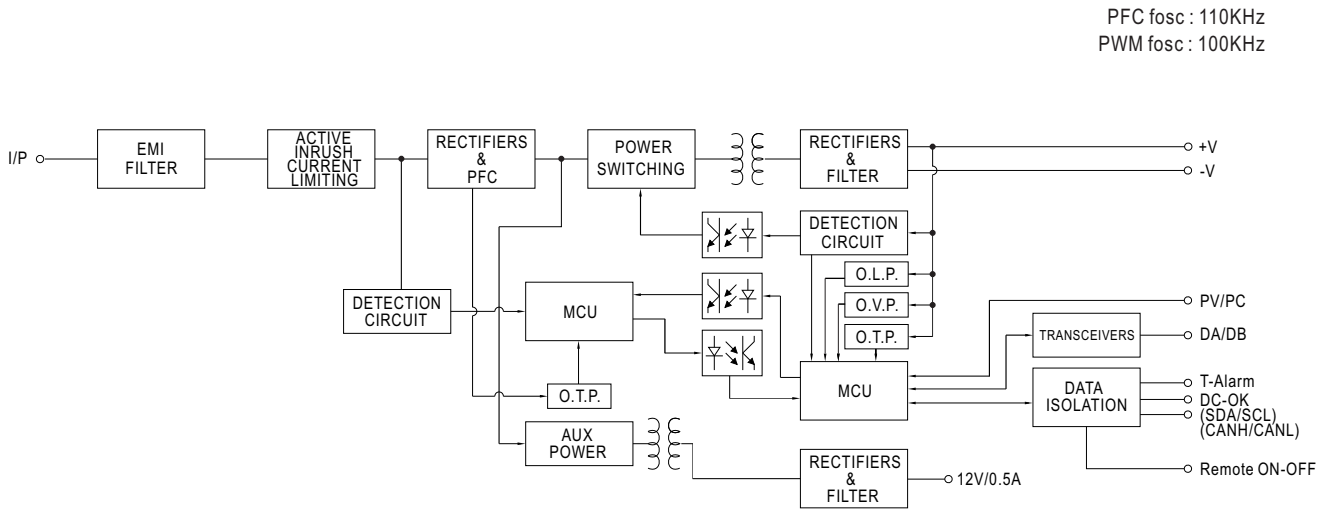 PFC fosc : 110KHz
PWM fosc : 100KHz
I/P
EMI
FILTER
ACTIVE
INRUSH
CURRENT
LIMITING
RECTIFIERS
&
PFC
POWER
SWITCHING
RECTIFIERS
&
FILTER
+V
-V
DETECTION
CIRCUIT
O.L.P.
O.V.P.
O.T.P.
DETECTION
CIRCUIT
MCU
O.T.P.
MCU
PV/PC
TRANSCEIVERS
DA/DB
DATA
ISOLATION
T-Alarm
DC-OK
(SDA/SCL)
(CANH/CANL)
Remote ON-OFF
AUX
POWER
RECTIFIERS
&
FILTER
12V/0.5A